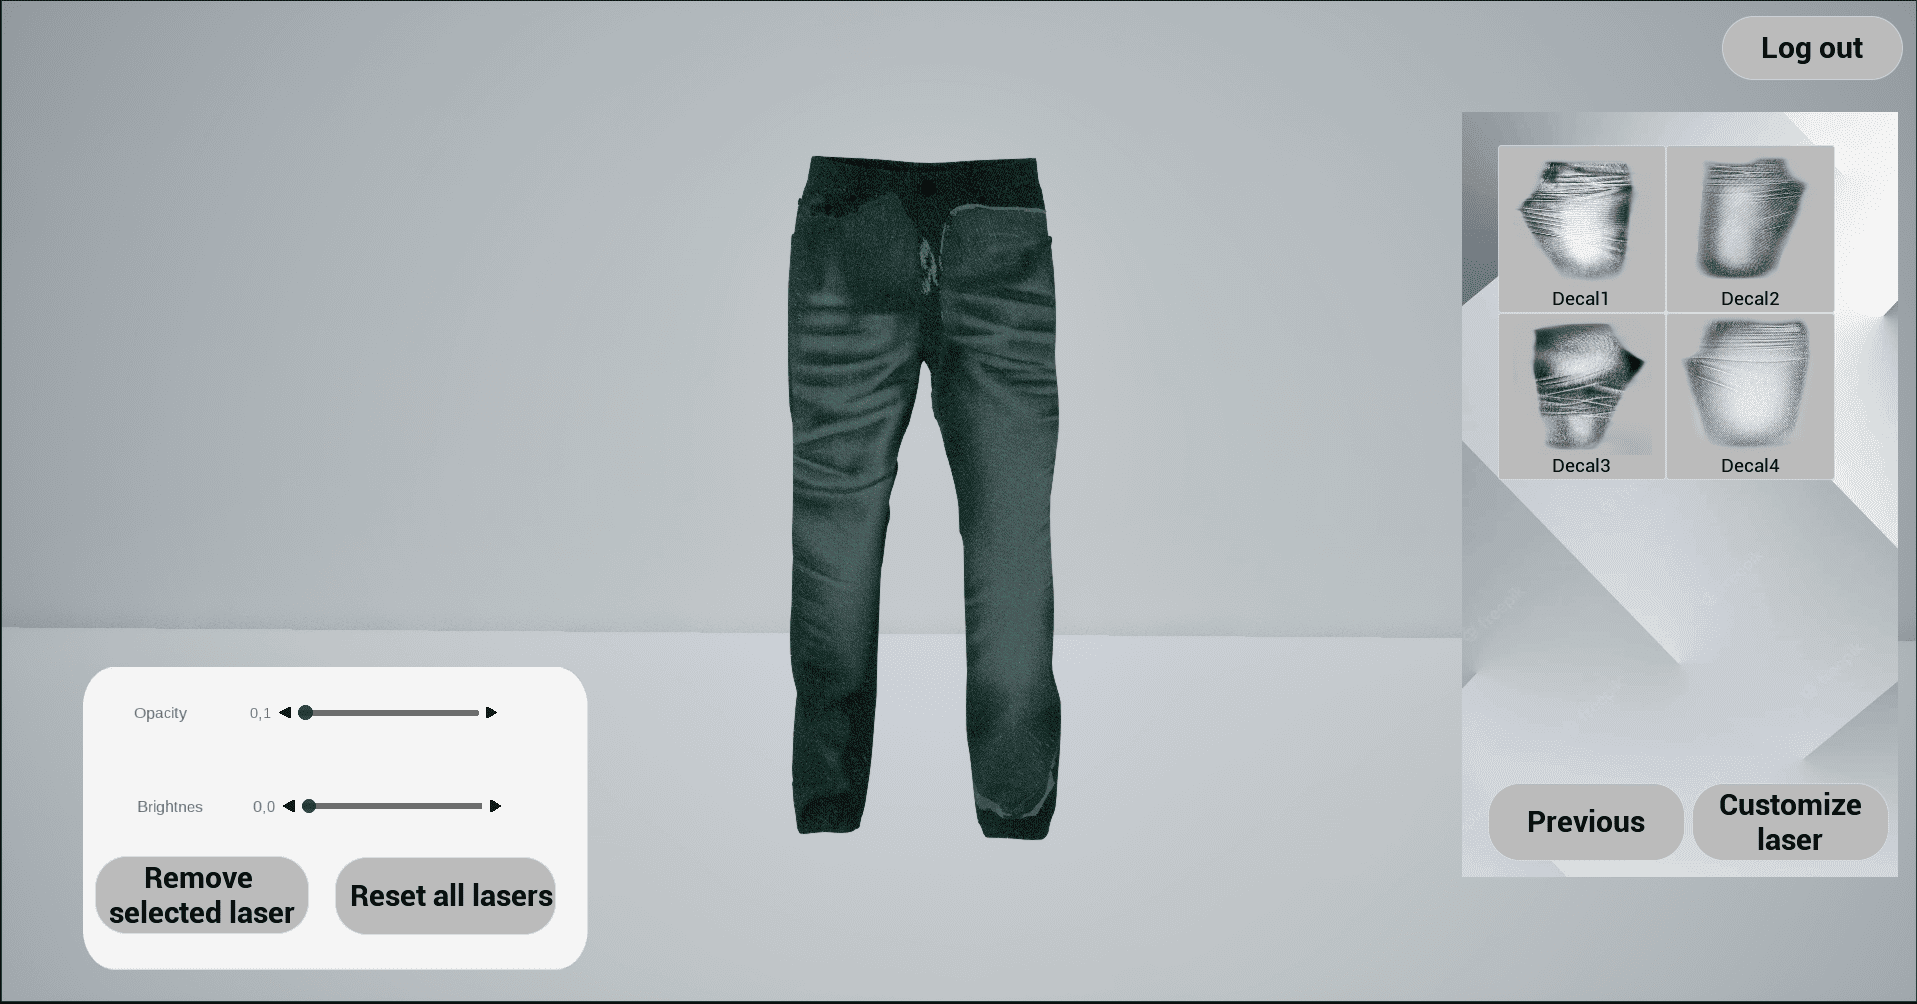 Log out
Decal1
Decal2
Decal3
Decal4
Opacity 0,1
Brightnes 0,0
Remove
selected laser
Reset all lasers
Previous
Customize
laser